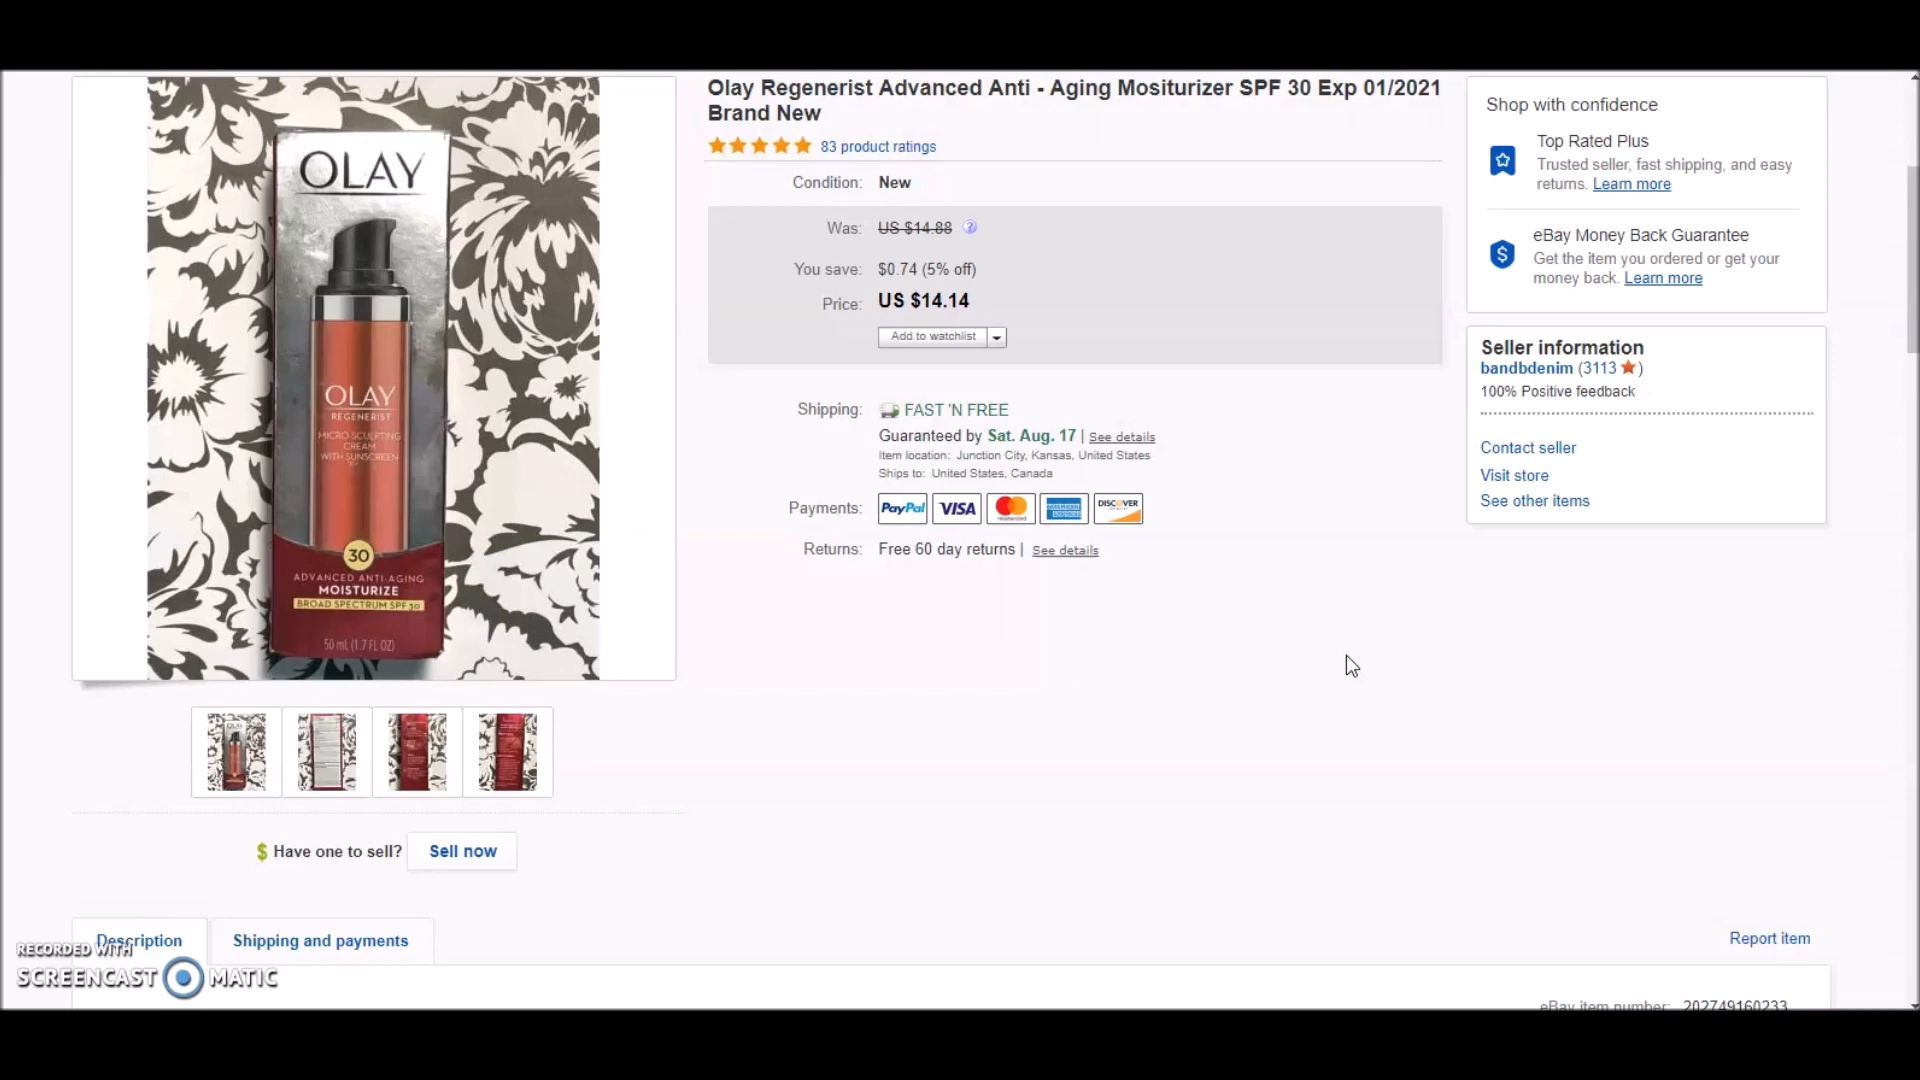 OLAY
OLAY
REGENERIST
MICRO-SCULPTING
CREAM
WITH SUNSCREEN
30
ADVANCED ANTI-AGING
MOISTURIZE
BROAD SPECTRUM SPF 30
50 mL (1.7 FL OZ)
Olay Regenerist Advanced Anti - Aging Mositurizer SPF 30 Exp 01/2021
Brand New
83 product ratings
Condition: New
Was: US $14.88 ?
You save: $0.74 (5% off)
Price: US $14.14
Add to watchlist
Shipping: FAST 'N FREE
Guaranteed by Sat. Aug. 17 | See details
Item location: Junction City, Kansas, United States
Ships to: United States, Canada
Payments: PayPal VISA mastercard AMERICAN EXPRESS DISCOVER
Returns: Free 60 day returns | See details
Shop with confidence
Top Rated Plus
Trusted seller, fast shipping, and easy
returns. Learn more
$
eBay Money Back Guarantee
Get the item you ordered or get your
money back. Learn more
Seller information
bandbdenim (3113 )
100% Positive feedback
Contact seller
Visit store
See other items
$ Have one to sell? Sell now
Description
Shipping and payments
Report item
RECORDED WITH
SCREENCAST MATIC
eBay item number: 202749160233